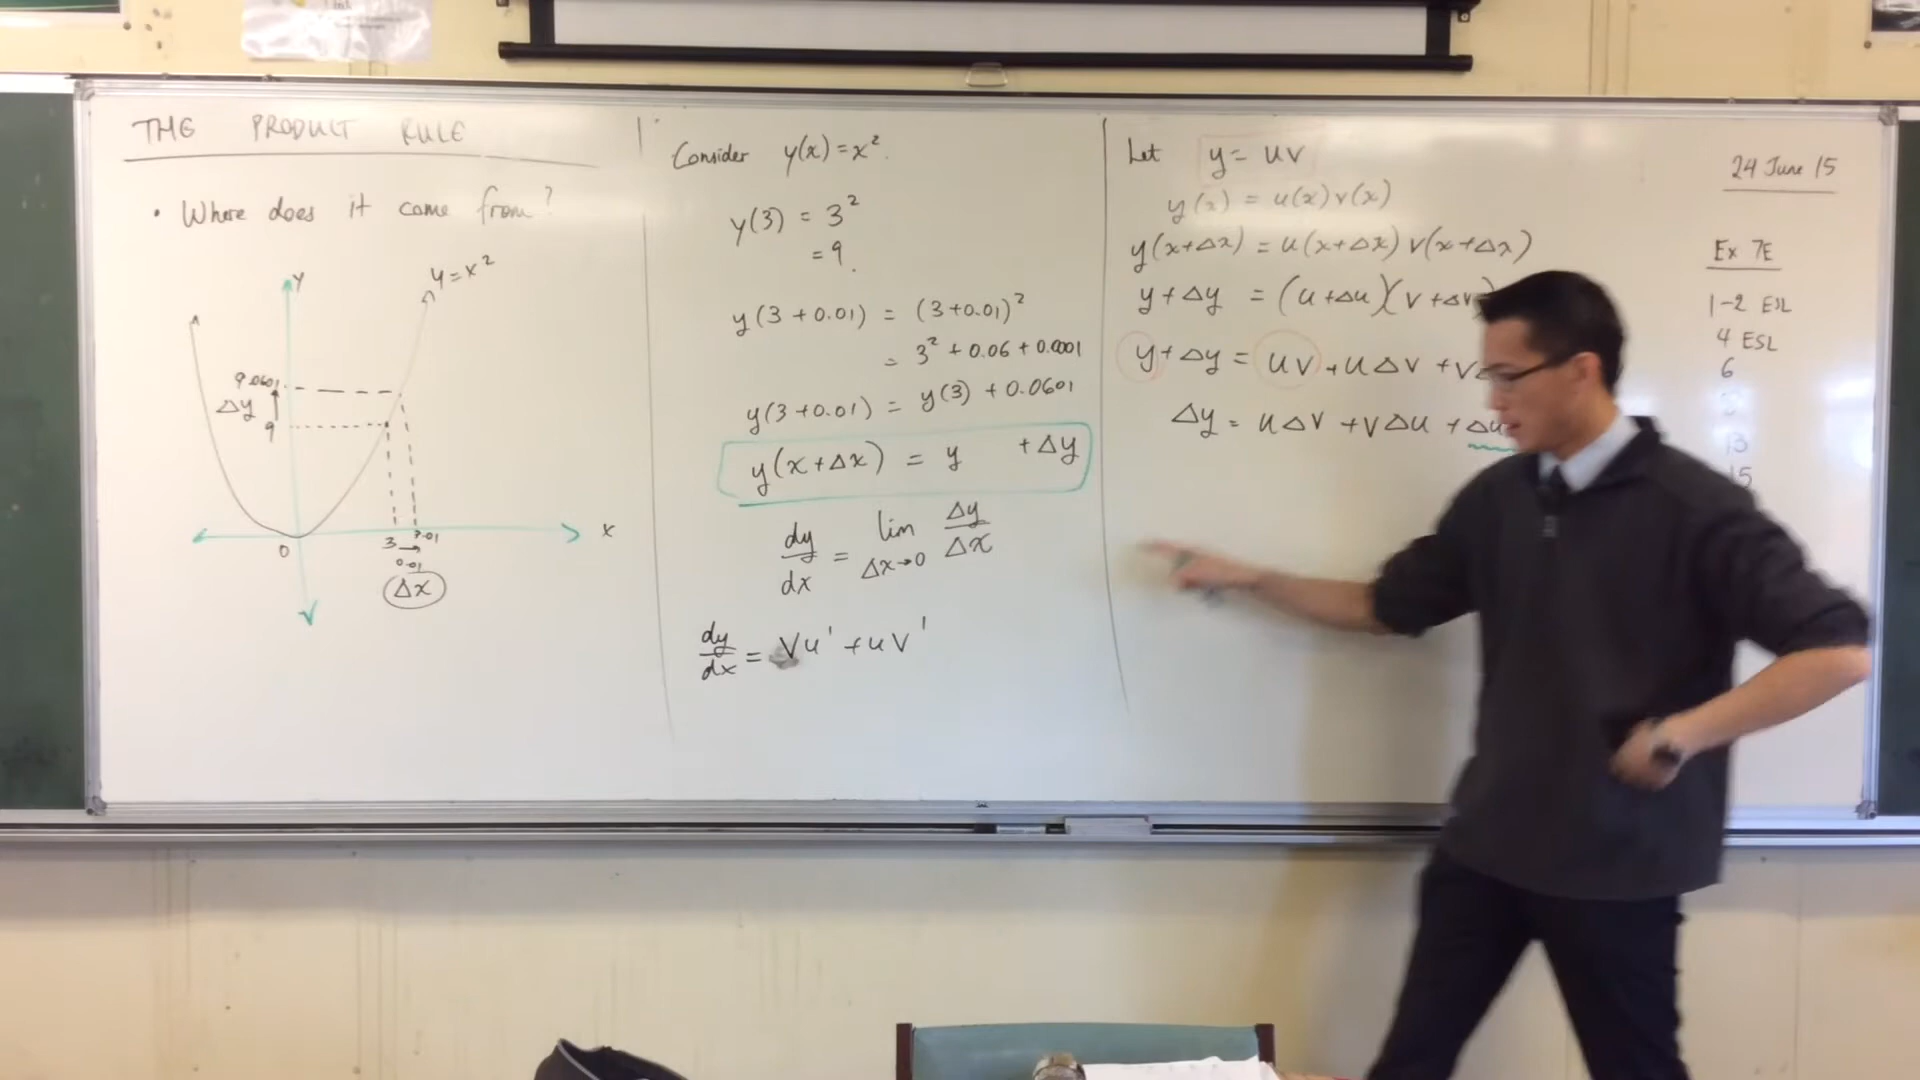 THE PRODUCT RULE
• Where does it come from?
y
y = x²
9.0601
Δy
9
x
0
3 → 3.01
0.01
Δx
Consider y(x) = x².
y(3) = 3²
= 9.
y(3 + 0.01) = (3+0.01)²
= 3² + 0.06 + 0.0001
y(3+0.01) = y(3) + 0.0601
y(x+Δx) = y + Δy
dy/dx = lim Δx→0 Δy/Δx
dy/dx = Vu' + uV'
Let y = uv
y(x) = u(x)v(x)
y(x+Δx) = u(x+Δx) v(x+Δx)
y + Δy = (u+Δu)(v+Δv
y + Δy = uv + uΔv + v
Δy = uΔv + vΔu + Δu
24 June 15
Ex 7E
1-2 ESL
4 ESL
6
13
15